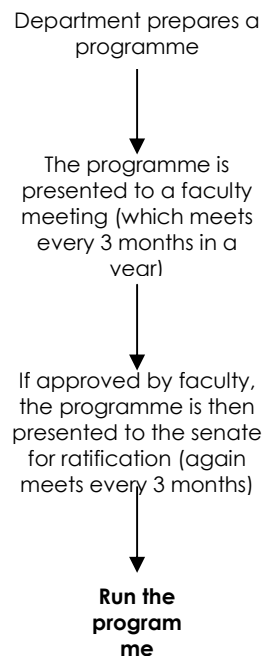 Department prepares a
programme
The programme is
presented to a faculty
meeting (which meets
every 3 months in a
year)
If approved by faculty,
the programme is then
presented to the senate
for ratification (again
meets every 3 months)
Run the
program
me